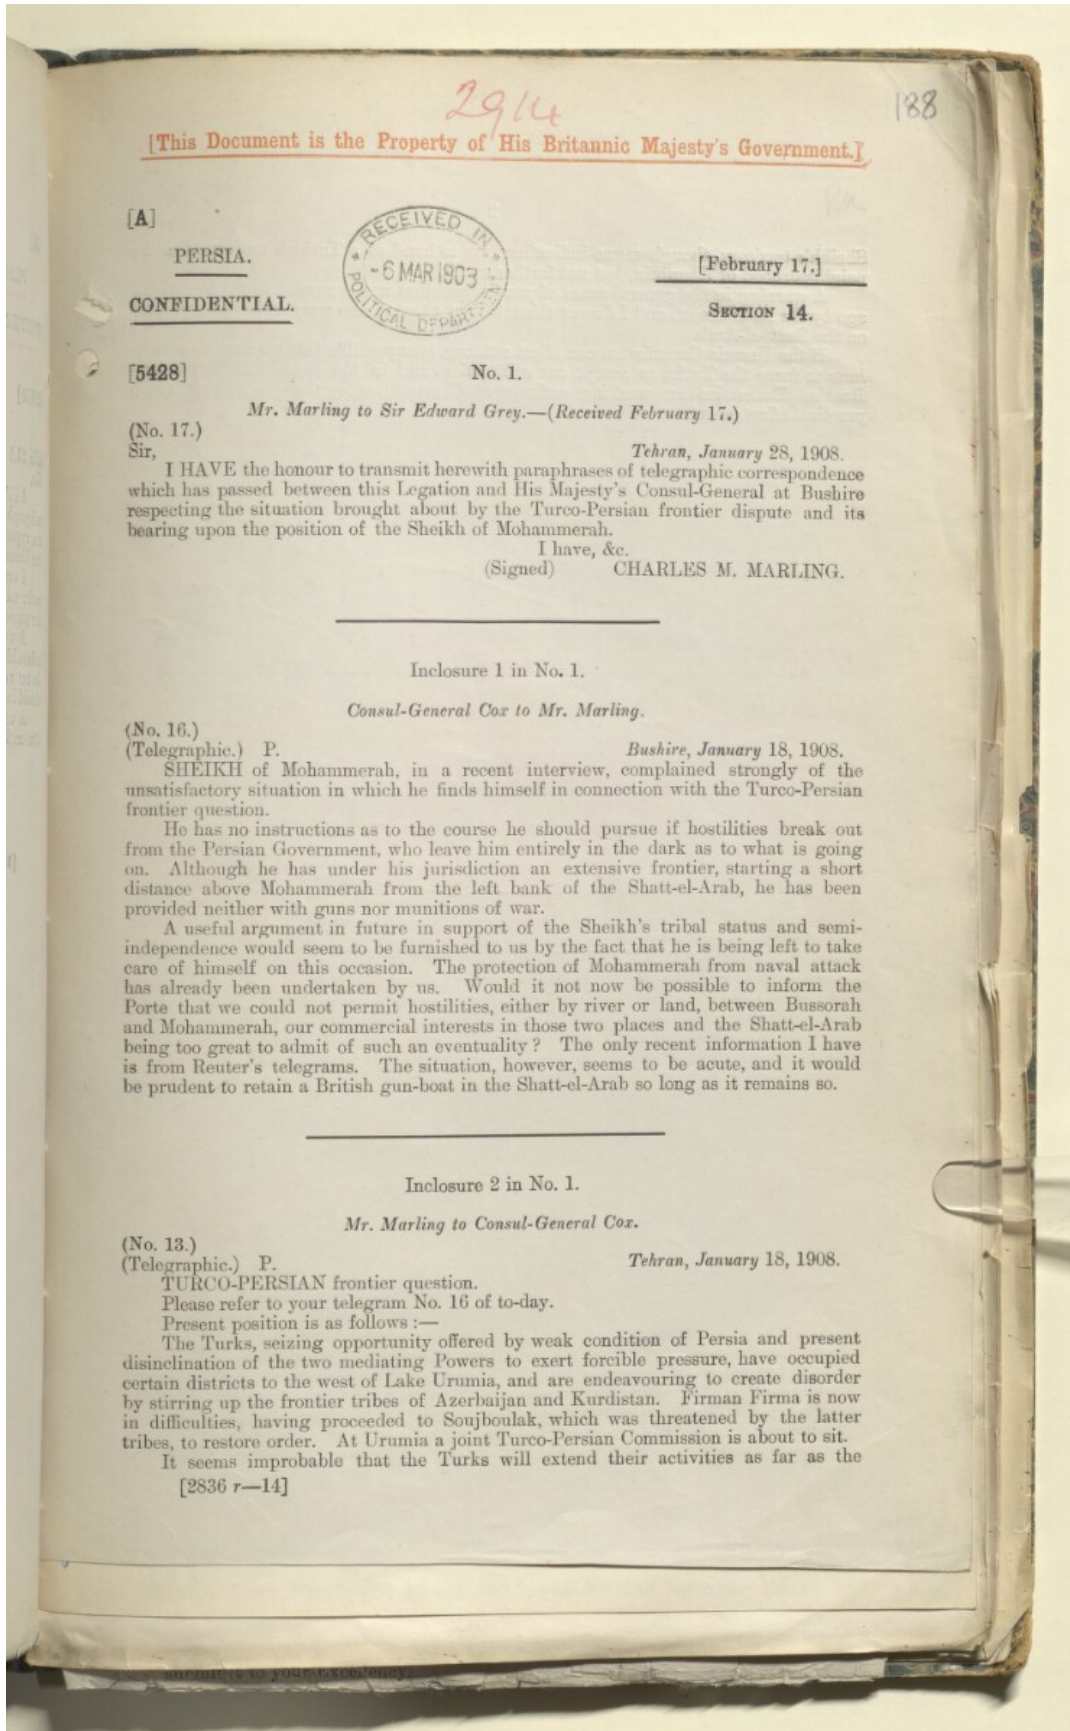 2914
188
[This Document is the Property of His Britannic Majesty's Government.]
[A]
PERSIA.
CONFIDENTIAL.
RECEIVED IN
-6 MAR 1908
POLITICAL DEPARTMENT
[February 17.]
SECTION 14.
[5428]
No. 1.
Mr. Marling to Sir Edward Grey.—(Received February 17.)
(No. 17.)
Sir, Tehran, January 28, 1908.
I HAVE the honour to transmit herewith paraphrases of telegraphic correspondence
which has passed between this Legation and His Majesty's Consul-General at Bushire
respecting the situation brought about by the Turco-Persian frontier dispute and its
bearing upon the position of the Sheikh of Mohammerah.
I have, &c.
(Signed) CHARLES M. MARLING.
Inclosure 1 in No. 1.
Consul-General Cox to Mr. Marling.
(No. 16.)
(Telegraphic.) P. Bushire, January 18, 1908.
SHEIKH of Mohammerah, in a recent interview, complained strongly of the
unsatisfactory situation in which he finds himself in connection with the Turco-Persian
frontier question.
He has no instructions as to the course he should pursue if hostilities break out
from the Persian Government, who leave him entirely in the dark as to what is going
on. Although he has under his jurisdiction an extensive frontier, starting a short
distance above Mohammerah from the left bank of the Shatt-el-Arab, he has been
provided neither with guns nor munitions of war.
A useful argument in future in support of the Sheikh's tribal status and semi-
independence would seem to be furnished to us by the fact that he is being left to take
care of himself on this occasion. The protection of Mohammerah from naval attack
has already been undertaken by us. Would it not now be possible to inform the
Porte that we could not permit hostilities, either by river or land, between Bussorah
and Mohammerah, our commercial interests in those two places and the Shatt-el-Arab
being too great to admit of such an eventuality? The only recent information I have
is from Reuter's telegrams. The situation, however, seems to be acute, and it would
be prudent to retain a British gun-boat in the Shatt-el-Arab so long as it remains so.
Inclosure 2 in No. 1.
Mr. Marling to Consul-General Cox.
(No. 13.)
(Telegraphic.) P. Tehran, January 18, 1908.
TURCO-PERSIAN frontier question.
Please refer to your telegram No. 16 of to-day.
Present position is as follows:—
The Turks, seizing opportunity offered by weak condition of Persia and present
disinclination of the two mediating Powers to exert forcible pressure, have occupied
certain districts to the west of Lake Urumia, and are endeavouring to create disorder
by stirring up the frontier tribes of Azerbaijan and Kurdistan. Firman Firma is now
in difficulties, having proceeded to Soujboulak, which was threatened by the latter
tribes, to restore order. At Urumia a joint Turco-Persian Commission is about to sit.
It seems improbable that the Turks will extend their activities as far as the
[2836 r—14]
to your Excellency